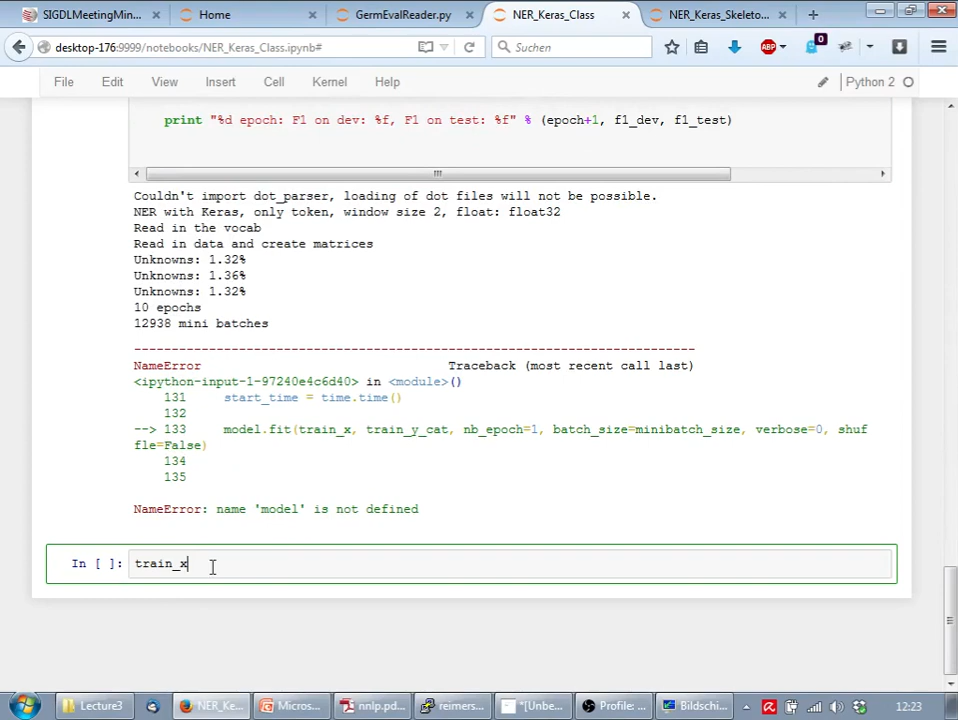 SIGDLMeetingMin...
Home
GermEvalReader.py
NER_Keras_Class
NER_Keras_Skeleto...
desktop-176:9999/notebooks/NER_Keras_Class.ipynb#
Suchen
ABP
0
File Edit View Insert Cell Kernel Help
Python 2
print "%d epoch: F1 on dev: %f, F1 on test: %f" % (epoch+1, f1_dev, f1_test)
Couldn't import dot_parser, loading of dot files will not be possible.
NER with Keras, only token, window size 2, float: float32
Read in the vocab
Read in data and create matrices
Unknowns: 1.32%
Unknowns: 1.36%
Unknowns: 1.32%
10 epochs
12938 mini batches
---------------------------------------------------------------------------
NameError Traceback (most recent call last)
<ipython-input-1-97240e4c6d40> in <module>()
131 start_time = time.time()
132
--> 133 model.fit(train_x, train_y_cat, nb_epoch=1, batch_size=minibatch_size, verbose=0, shuf
fle=False)
134
135
NameError: name 'model' is not defined
In [ ]: train_x
Lecture3
NER_Ke...
Micros...
nnlp.pd...
reimers...
*[Unbe...
Profile: ...
Bildschi...
12:23